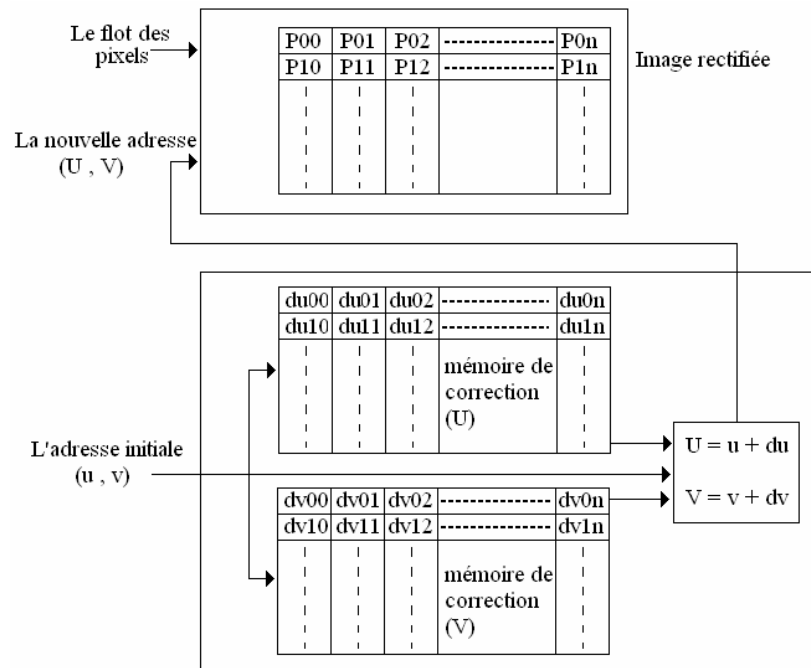 Le flot des
pixels
P00 P01 P02 P0n
P10 P11 P12 P1n
Image rectifiée
La nouvelle adresse
(U , V)
du00 du01 du02 du0n
du10 du11 du12 du1n
mémoire de
correction
(U)
L'adresse initiale
(u , v)
U = u + du
V = v + dv
dv00 dv01 dv02 dv0n
dv10 dv11 dv12 dv1n
mémoire de
correction
(V)